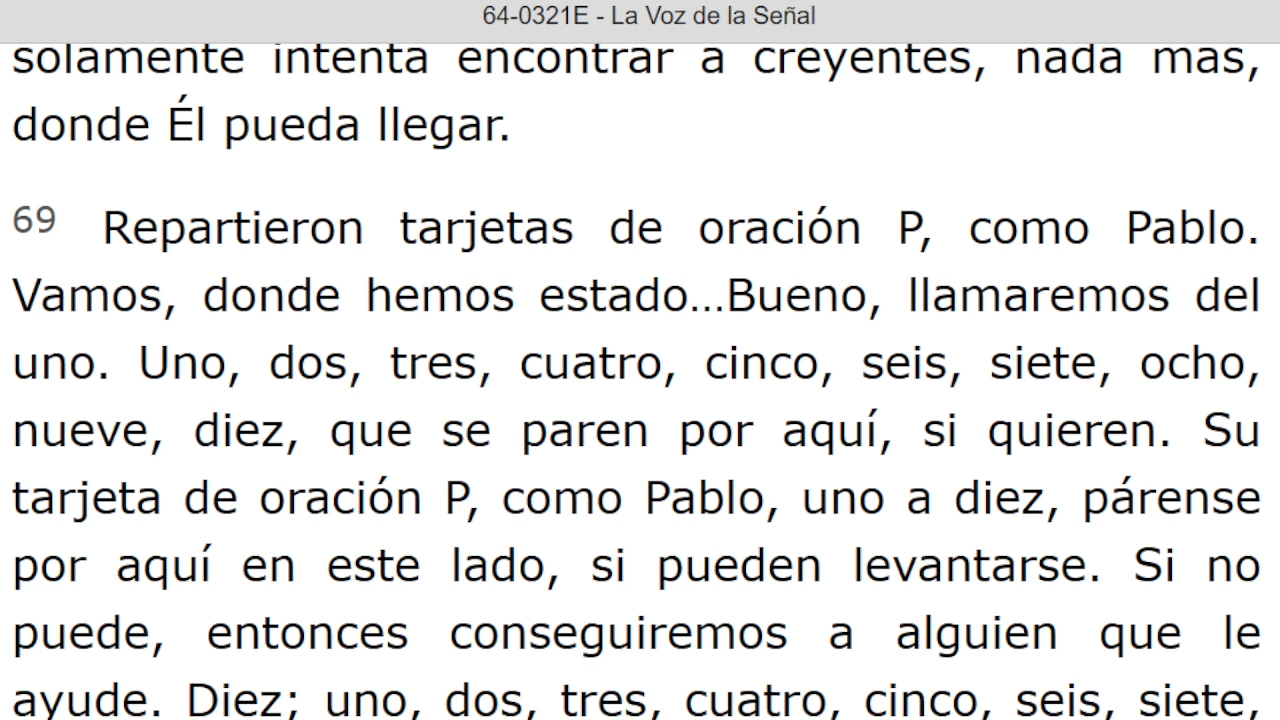 64-0321E - La Voz de la Señal
solamente intenta encontrar a creyentes, nada más,
donde Él pueda llegar.
69 Repartieron tarjetas de oración P, como Pablo.
Vamos, donde hemos estado...Bueno, llamaremos del
uno. Uno, dos, tres, cuatro, cinco, seis, siete, ocho,
nueve, diez, que se paren por aquí, si quieren. Su
tarjeta de oración P, como Pablo, uno a diez, párense
por aquí en este lado, si pueden levantarse. Si no
puede, entonces conseguiremos a alguien que le
ayude. Diez; uno, dos, tres, cuatro, cinco, seis, siete,